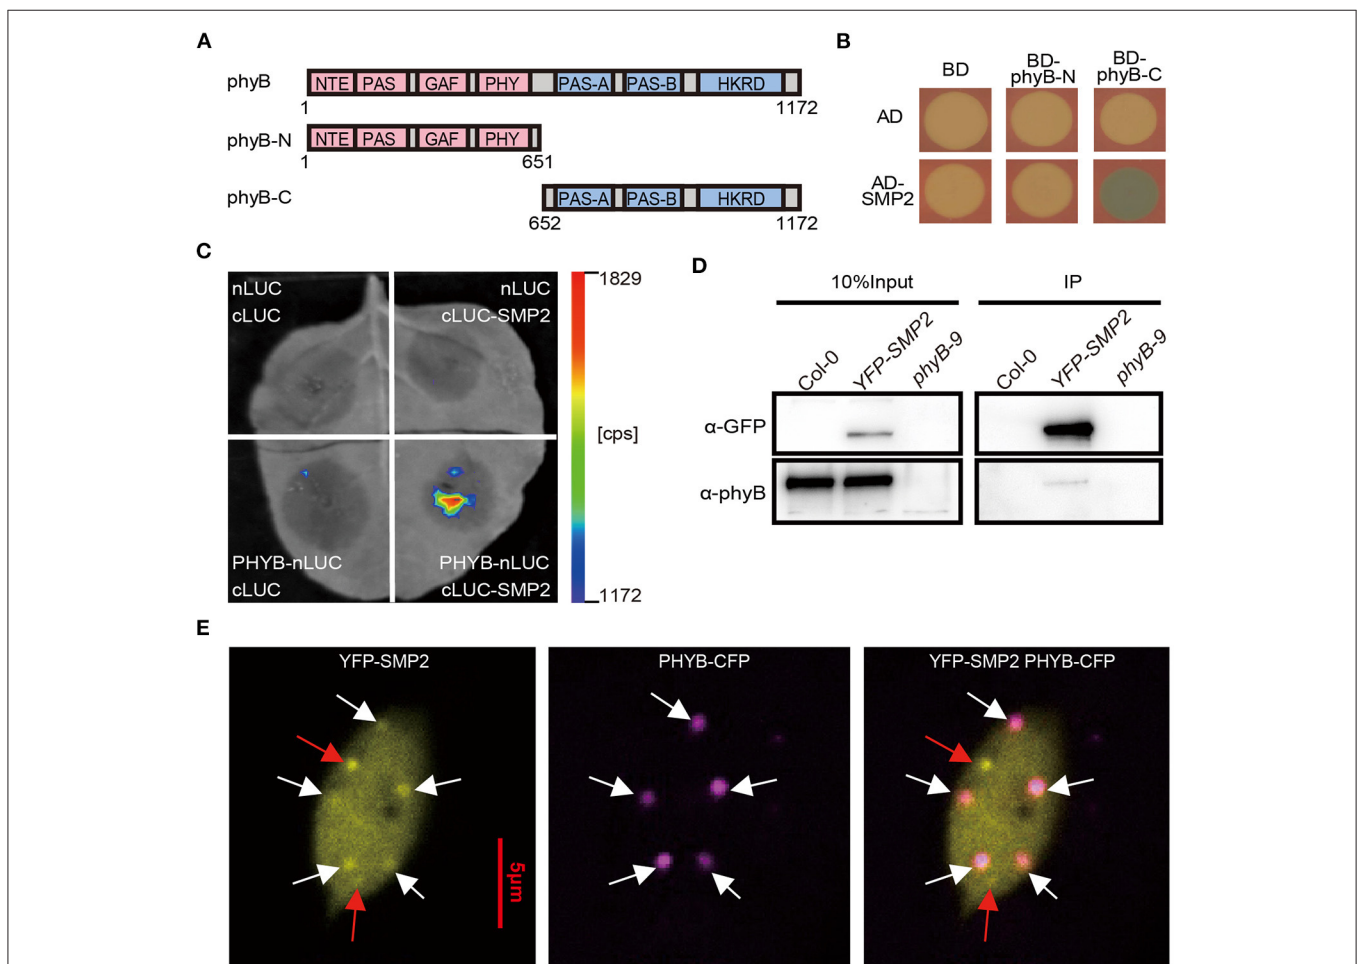 A
phyB
NTE PAS GAF PHY PAS-A PAS-B HKRD
1 1172
phyB-N
NTE PAS GAF PHY
1 651
phyB-C
PAS-A PAS-B HKRD
652 1172
B
BD
BD-
phyB-N
BD-
phyB-C
AD
AD-
SMP2
C
nLUC
cLUC
nLUC
cLUC-SMP2
PHYB-nLUC
cLUC
PHYB-nLUC
cLUC-SMP2
1829
[cps]
1172
D
10%Input IP
Col-0 YFP-SMP2 phyB-9 Col-0 YFP-SMP2 phyB-9
α-GFP
α-phyB
E
YFP-SMP2
5μm
PHYB-CFP
YFP-SMP2 PHYB-CFP